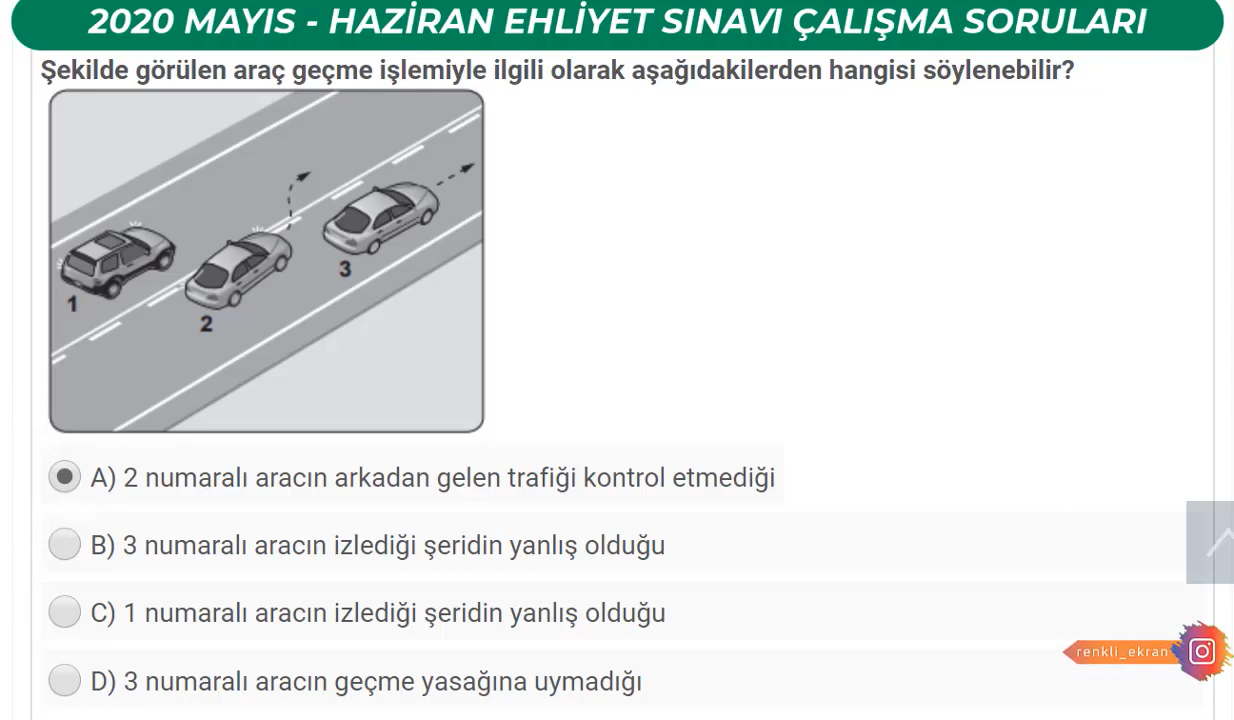 2020 MAYIS - HAZİRAN EHLİYET SINAVI ÇALIŞMA SORULARI
Şekilde görülen araç geçme işlemiyle ilgili olarak aşağıdakilerden hangisi söylenebilir?
1
2
3
A) 2 numaralı aracın arkadan gelen trafiği kontrol etmediği
B) 3 numaralı aracın izlediği şeridin yanlış olduğu
C) 1 numaralı aracın izlediği şeridin yanlış olduğu
D) 3 numaralı aracın geçme yasağına uymadığı
renkli_ekran